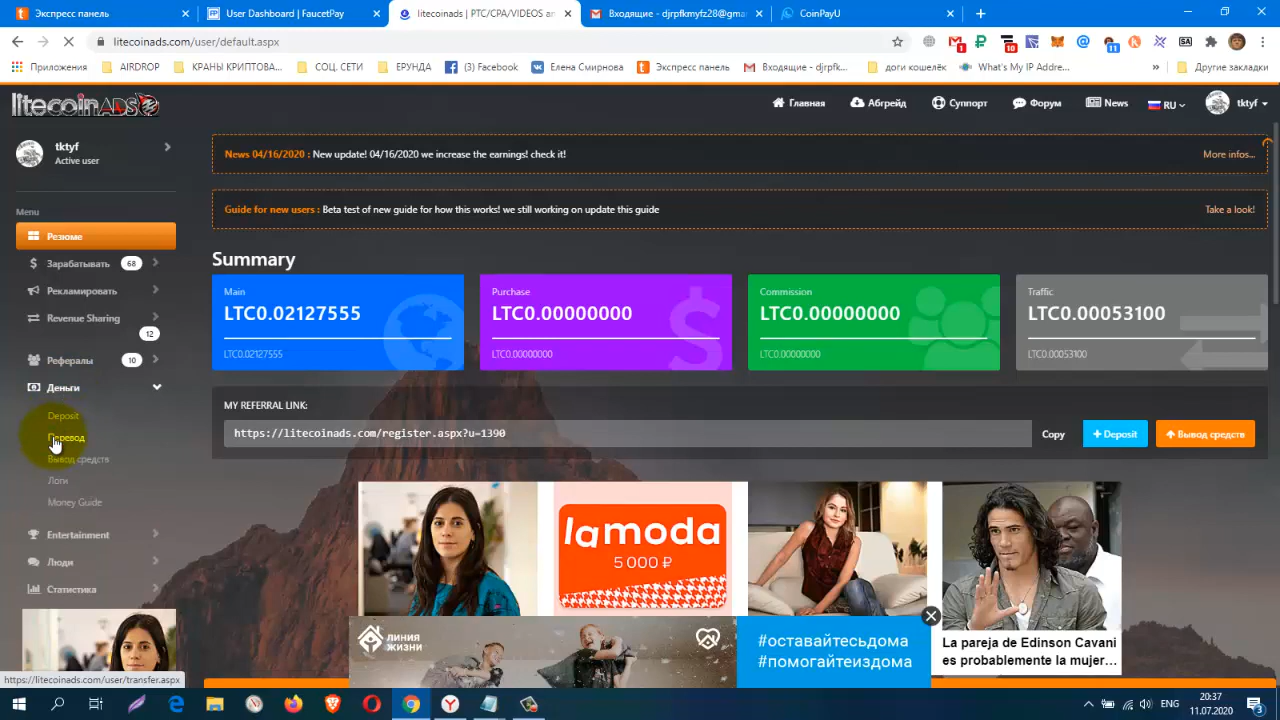 Экспресс панель
User Dashboard | FaucetPay
litecoinads | PTC/CPA/VIDEOS an
Входящие - djrpfkmyfz28@gma
CoinPayU
litecoinads.com/user/default.aspx
1
10
11
SA
Приложения
AIRDROP
КРАНЫ КРИПТОВА...
СОЦ. СЕТИ
ЕРУНДА
(3) Facebook
Елена Смирнова
Экспресс панель
Входящие - djrpfk...
доги кошелёк
What's My IP Addre...
»
Другие закладки
litecoinADS
Главная
Абгрейд
Суппорт
Форум
News
RU
tktyf
tktyf
Active user
News 04/16/2020 : New update! 04/16/2020 we increase the earnings! check it!
More infos...
Guide for new users : Beta test of new guide for how this works! we still working on update this guide
Take a look!
Menu
Резюме
Зарабатывать 68
Рекламировать
Revenue Sharing
12
Рефералы 10
Деньги
Deposit
Перевод
Вывод средств
Логи
Money Guide
Entertainment
Люди
Статистика
Summary
Main
LTC0.02127555
LTC0.02127555
Purchase
LTC0.00000000
LTC0.00000000
Commission
LTC0.00000000
LTC0.00000000
Traffic
LTC0.00053100
LTC0.00053100
MY REFERRAL LINK:
https://litecoinads.com/register.aspx?u=1390
Copy
+ Deposit
Вывод средств
lamoda
5 000 ₽
ЛИНИЯ
ЖИЗНИ
#оставайтесьдома
#помогайтеиздома
La pareja de Edinson Cavani
es probablemente la mujer...
https://litecoinads.com/user/transfer.aspx
ENG
20:37
11.07.2020
3